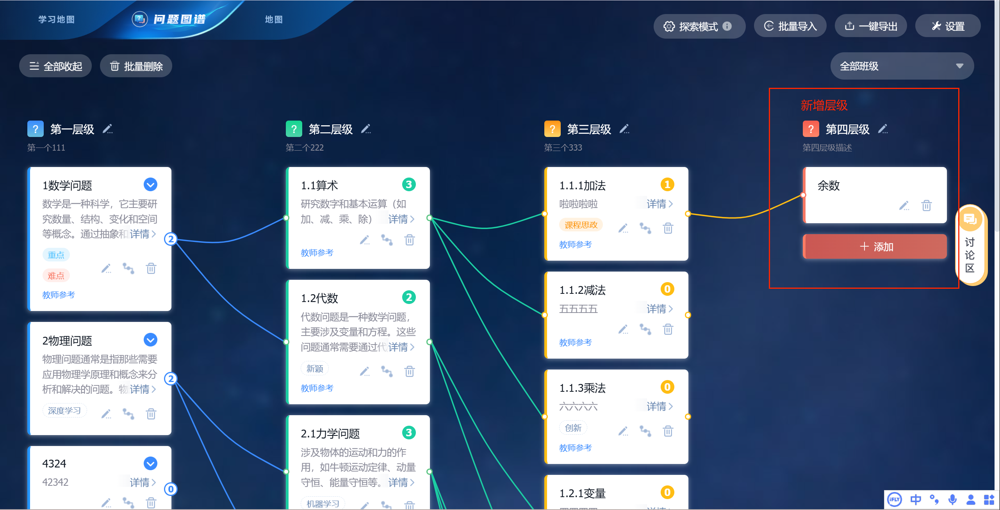 学习地图
问题图谱
地图
探索模式
批量导入
一键导出
设置
全部收起
批量删除
全部班级
新增层级
第一层级
第一个111
第二层级
第二个222
第三层级
第三个333
第四层级
第四层级描述
1数学问题
数学是一种科学，它主要研
究数量、结构、变化和空间
等概念。通过抽象和 详情
2
重点
难点
教师参考
2物理问题
物理问题通常是指那些需要
应用物理学原理和概念来分
析和解决的问题。物 详情
2
深度学习
4324
42342 详情
0
1.1算术 3
研究数字和基本运算（如
加、减、乘、除） 详情
教师参考
1.2代数 2
代数问题是一种数学问题，
主要涉及变量和方程。这些
问题通常需要通过代 详情
新颖
教师参考
2.1力学问题 3
涉及物体的运动和力的作
用，如牛顿运动定律、动量
守恒、能量守恒等。 详情
机器学习
1.1.1加法 1
啦啦啦啦 详情
课程思政
教师参考
1.1.2减法 0
五五五五 详情
教师参考
1.1.3乘法 0
六六六六 详情
创新
教师参考
1.2.1变量 0
余数
添加
讨
论
区
iFLY 中